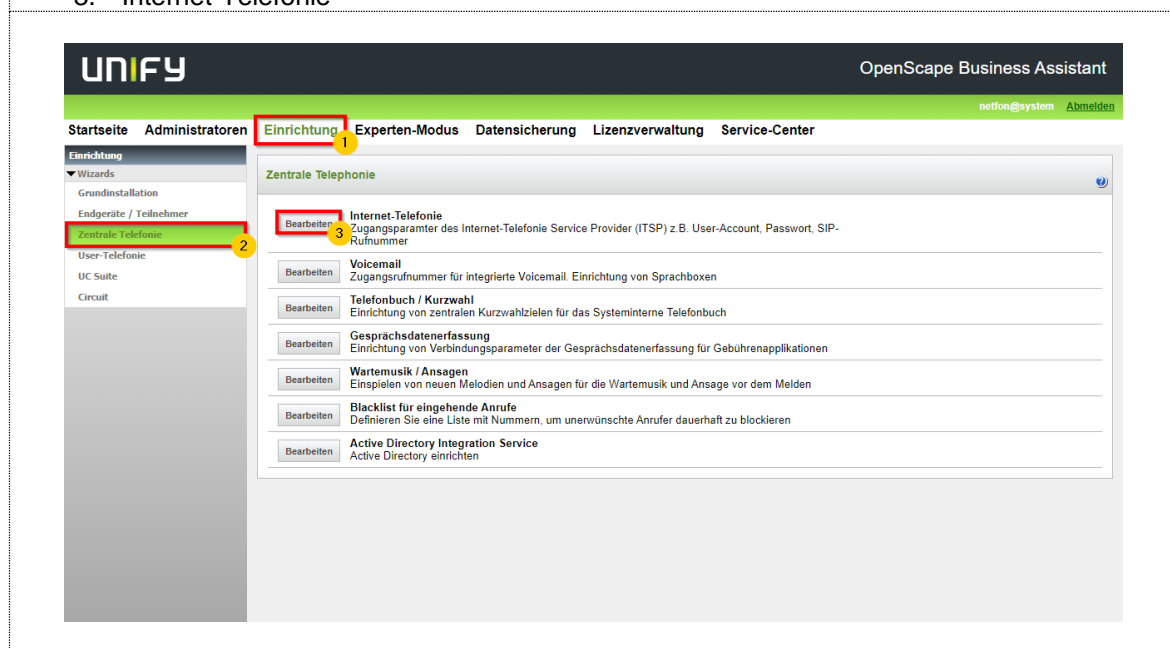 3. Internet-Telefonie
UNIFY
OpenScape Business Assistant
netfon@system Abmelden
Startseite Administratoren Einrichtung Experten-Modus Datensicherung Lizenzverwaltung Service-Center
1
Einrichtung
Wizards
Grundinstallation
Endgeräte / Teilnehmer
Zentrale Telefonie
2
User-Telefonie
UC Suite
Circuit
Zentrale Telephonie
Bearbeiten
3
Internet-Telefonie
Zugangsparamter des Internet-Telefonie Service Provider (ITSP) z.B. User-Account, Passwort, SIP-
Rufnummer
Bearbeiten
Voicemail
Zugangsrufnummer für integrierte Voicemail. Einrichtung von Sprachboxen
Bearbeiten
Telefonbuch / Kurzwahl
Einrichtung von zentralen Kurzwahlzielen für das Systeminterne Telefonbuch
Bearbeiten
Gesprächsdatenerfassung
Einrichtung von Verbindungsparameter der Gesprächsdatenerfassung für Gebührenapplikationen
Bearbeiten
Wartemusik / Ansagen
Einspielen von neuen Melodien und Ansagen für die Wartemusik und Ansage vor dem Melden
Bearbeiten
Blacklist für eingehende Anrufe
Definieren Sie eine Liste mit Nummern, um unerwünschte Anrufer dauerhaft zu blockieren
Bearbeiten
Active Directory Integration Service
Active Directory einrichten